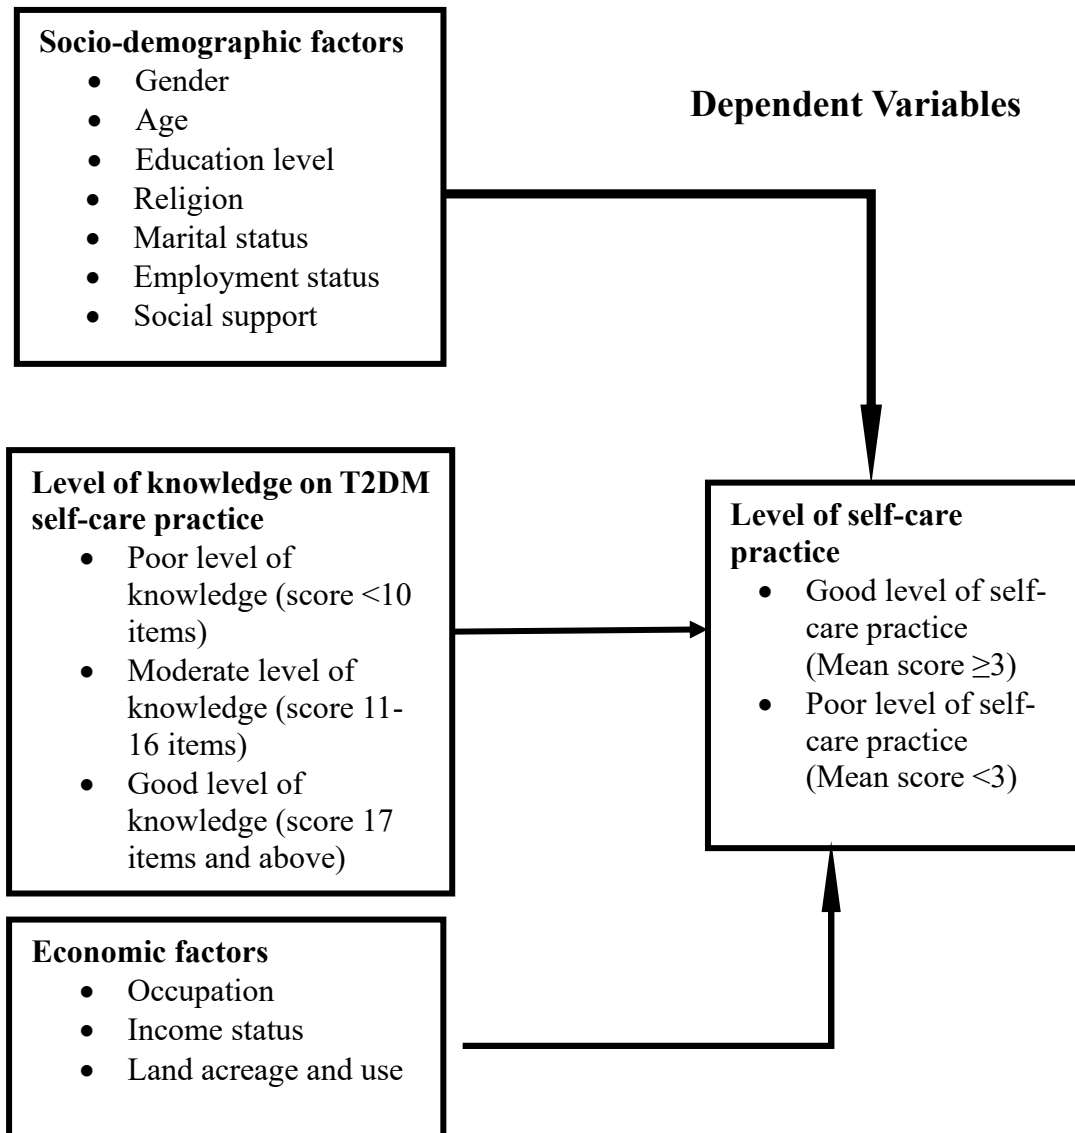 Socio-demographic factors
• Gender
• Age
• Education level
• Religion
• Marital status
• Employment status
• Social support
Dependent Variables
Level of knowledge on T2DM
self-care practice
• Poor level of
knowledge (score <10
items)
• Moderate level of
knowledge (score 11-
16 items)
• Good level of
knowledge (score 17
items and above)
Level of self-care
practice
• Good level of self-
care practice
(Mean score ≥3)
• Poor level of self-
care practice
(Mean score <3)
Economic factors
• Occupation
• Income status
• Land acreage and use